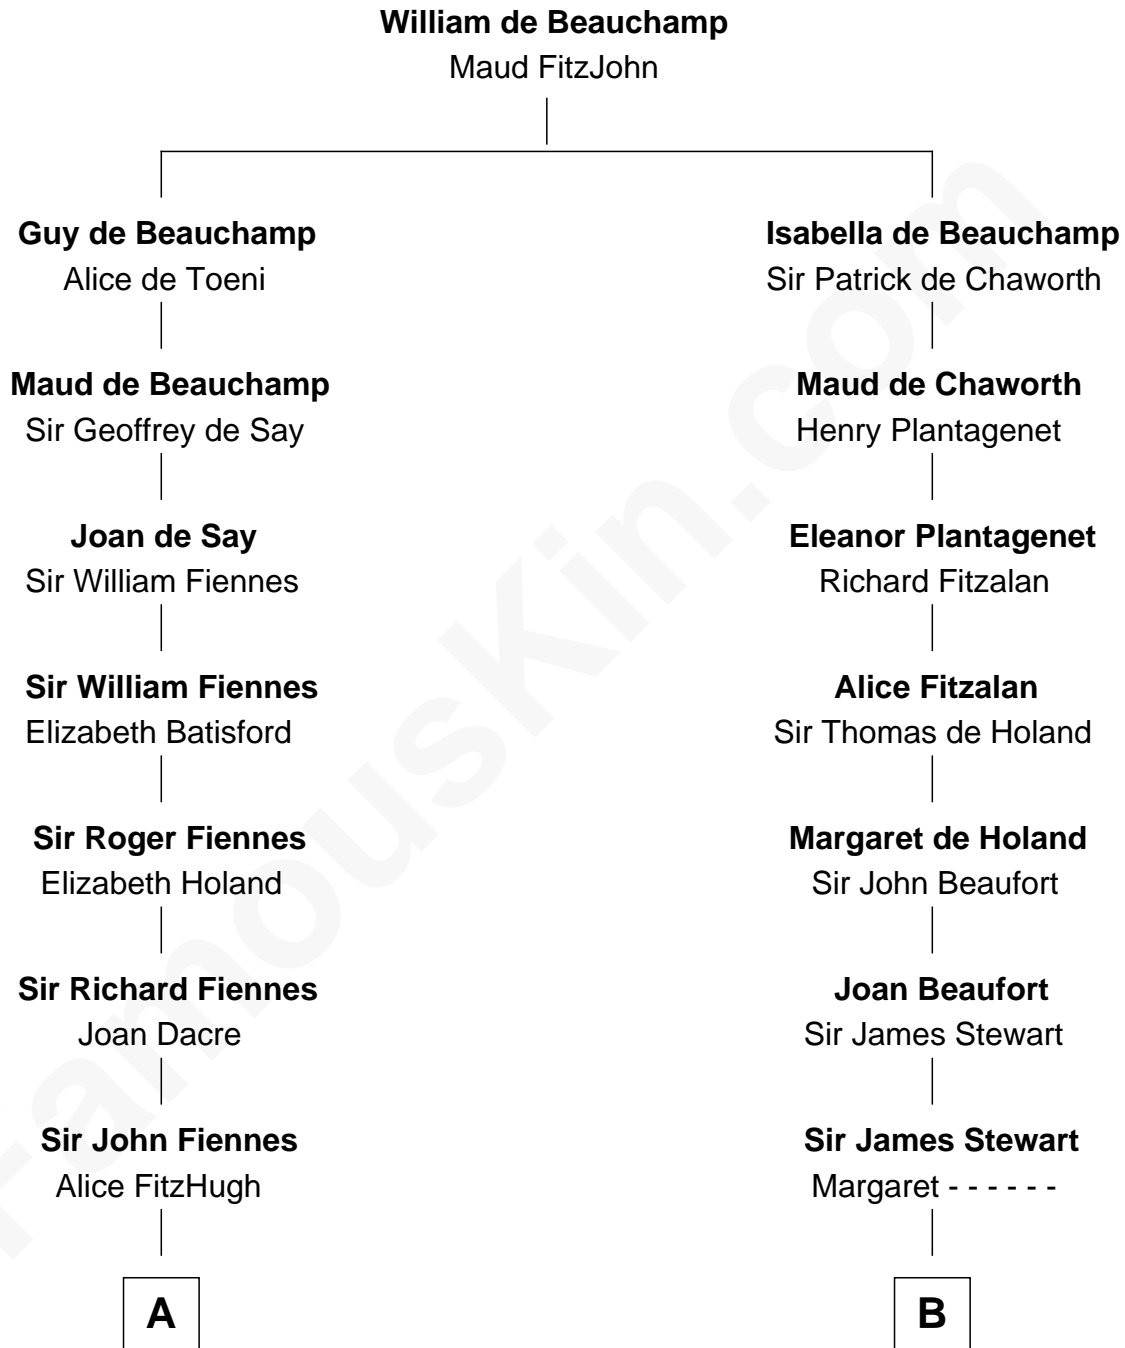 William de Beauchamp
Maud FitzJohn
Guy de Beauchamp
Alice de Toeni
Maud de Beauchamp
Sir Geoffrey de Say
Joan de Say
Sir William Fiennes
Sir William Fiennes
Elizabeth Batisford
Sir Roger Fiennes
Elizabeth Holand
Sir Richard Fiennes
Joan Dacre
Sir John Fiennes
Alice FitzHugh
A
Isabella de Beauchamp
Sir Patrick de Chaworth
Maud de Chaworth
Henry Plantagenet
Eleanor Plantagenet
Richard Fitzalan
Alice Fitzalan
Sir Thomas de Holand
Margaret de Holand
Sir John Beaufort
Joan Beaufort
Sir James Stewart
Sir James Stewart
Margaret - - - - - -
B
FamousKin.com